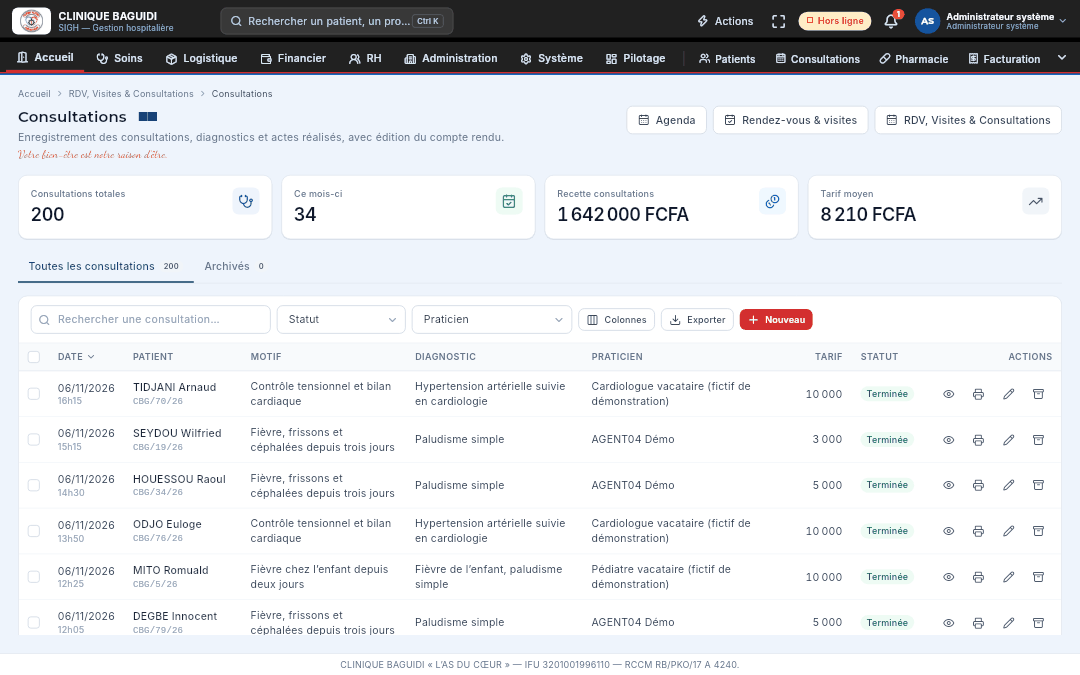 CLINIQUE BAGUIDI
SIGH — Gestion hospitalière
Rechercher un patient, un pro... Ctrl K
Actions
Hors ligne
1
AS
Administrateur système
Administrateur système
Accueil Soins Logistique Financier RH Administration Système Pilotage Patients Consultations Pharmacie Facturation
Accueil > RDV, Visites & Consultations > Consultations
Consultations
Enregistrement des consultations, diagnostics et actes réalisés, avec édition du compte rendu.
Votre bien-être est notre raison d'être.
Agenda
Rendez-vous & visites
RDV, Visites & Consultations
Consultations totales
200
Ce mois-ci
34
Recette consultations
1 642 000 FCFA
Tarif moyen
8 210 FCFA
Toutes les consultations 200
Archivés 0
Rechercher une consultation...
Statut
Praticien
Colonnes
Exporter
Nouveau
DATE PATIENT MOTIF DIAGNOSTIC PRATICIEN TARIF STATUT ACTIONS
06/11/2026 TIDJANI Arnaud Contrôle tensionnel et bilan Hypertension artérielle suivie Cardiologue vacataire (fictif de 10 000 Terminée
16h15 CBG/70/26 cardiaque en cardiologie démonstration)
06/11/2026 SEYDOU Wilfried Fièvre, frissons et Paludisme simple AGENT04 Démo 3 000 Terminée
15h15 CBG/19/26 céphalées depuis trois jours
06/11/2026 HOUESSOU Raoul Fièvre, frissons et Paludisme simple AGENT04 Démo 5 000 Terminée
14h30 CBG/34/26 céphalées depuis trois jours
06/11/2026 ODJO Euloge Contrôle tensionnel et bilan Hypertension artérielle suivie Cardiologue vacataire (fictif de 10 000 Terminée
13h50 CBG/76/26 cardiaque en cardiologie démonstration)
06/11/2026 MITO Romuald Fièvre chez l'enfant depuis Fièvre de l'enfant, paludisme Pédiatre vacataire (fictif de 10 000 Terminée
12h25 CBG/5/26 deux jours simple démonstration)
06/11/2026 DEGBE Innocent Fièvre, frissons et Paludisme simple AGENT04 Démo 5 000 Terminée
12h05 CBG/79/26 céphalées depuis trois jours
CLINIQUE BAGUIDI « L'AS DU CŒUR » — IFU 3201001996110 — RCCM RB/PKO/17 A 4240.